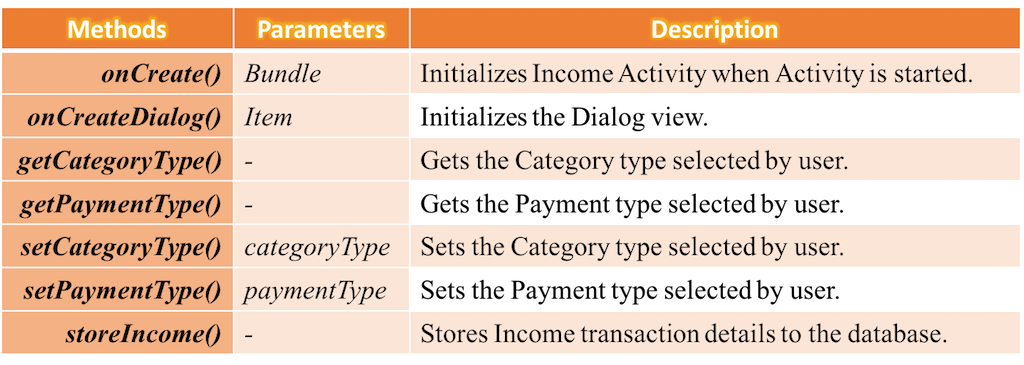 Methods Parameters Description
onCreate() Bundle Initializes Income Activity when Activity is started.
onCreateDialog() Item Initializes the Dialog view.
getCategoryType() - Gets the Category type selected by user.
getPaymentType() - Gets the Payment type selected by user.
setCategoryType() categoryType Sets the Category type selected by user.
setPaymentType() paymentType Sets the Payment type selected by user.
storeIncome() - Stores Income transaction details to the database.